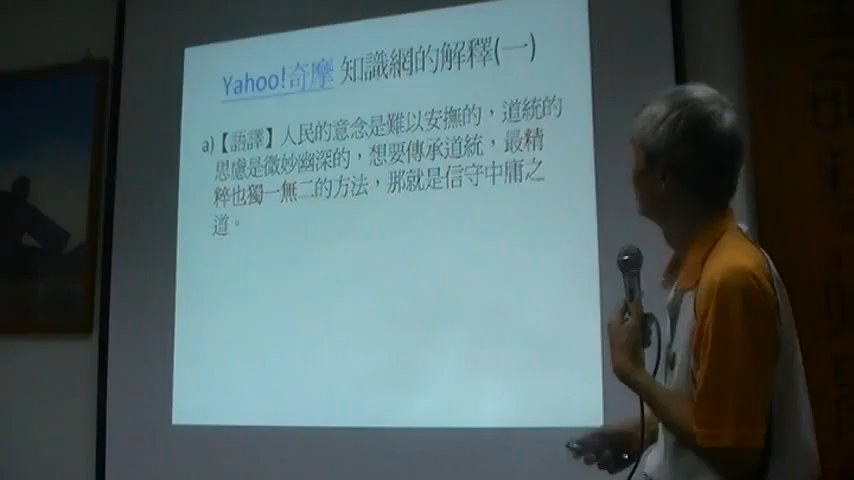 Yahoo!奇摩 知識網的解釋(一)
a)【語譯】人民的意念是難以安撫的，道統的
思慮是微妙幽深的，想要傳承道統，最精
粹也獨一無二的方法，那就是信守中庸之
道。